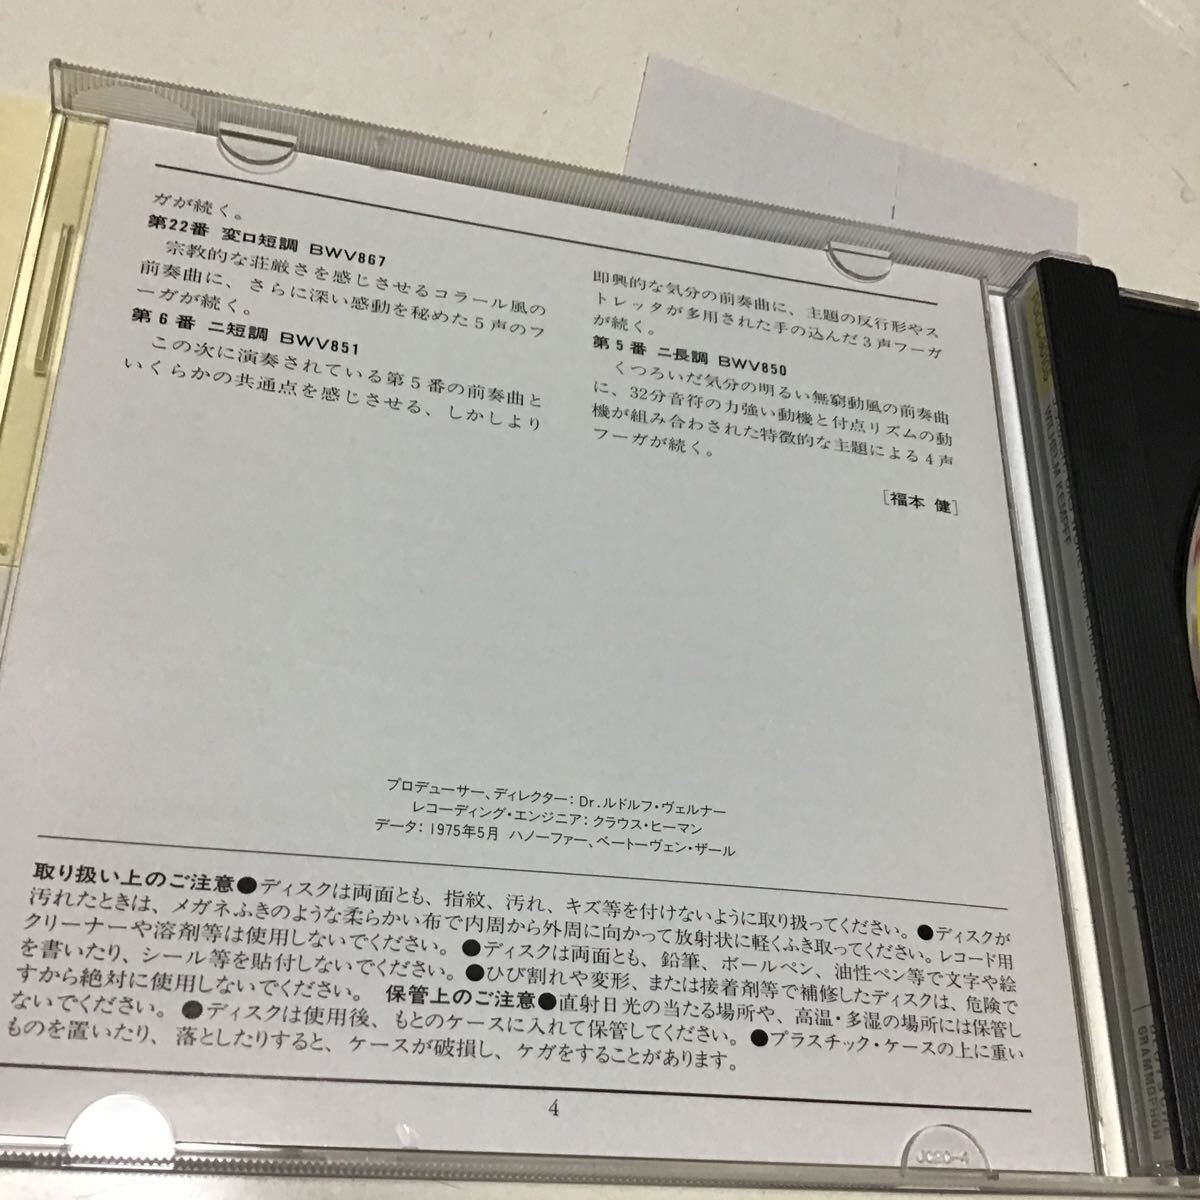 ガが続く。
第22番 変ロ短調 BWV867
宗教的な荘厳さを感じさせるコラール風の
前奏曲に、さらに深い感動を秘めた5声のフ
ーガが続く。
第6番 ニ短調 BWV851
この次に演奏されている第5番の前奏曲と
いくらかの共通点を感じさせる、しかしより
即興的な気分の前奏曲に、主題の反行形やス
トレッタが多用された手の込んだ3声フーガ
が続く。
第5番 ニ長調 BWV850
くつろいだ気分の明るい無窮動風の前奏曲
に、32分音符の力強い動機と付点リズムの動
機が組み合わされた特徴的な主題による4声
フーガが続く。
[福本 健]
プロデューサー、ディレクター: Dr.ルドルフ・ヴェルナー
レコーディング・エンジニア: クラウス・ヒーマン
データ: 1975年5月 ハノーファー、ベートーヴェン・ザール
取り扱い上のご注意●ディスクは両面とも、指紋、汚れ、キズ等を付けないように取り扱ってください。●ディスクが
汚れたときは、メガネふきのような柔らかい布で内周から外周に向かって放射状に軽くふき取ってください。レコード用
クリーナーや溶剤等は使用しないでください。●ディスクは両面とも、鉛筆、ボールペン、油性ペン等で文字や絵
を書いたり、シール等を貼付しないでください。●ひび割れや変形、または接着剤等で補修したディスクは、危険で
すから絶対に使用しないでください。 保管上のご注意●直射日光の当たる場所や、高温・多湿の場所には保管し
ないでください。●ディスクは使用後、もとのケースに入れて保管してください。●プラスチック・ケースの上に重い
ものを置いたり、落としたりすると、ケースが破損し、ケガをすることがあります。
4
WILHELM KEMPFF
GRAMMOPHON